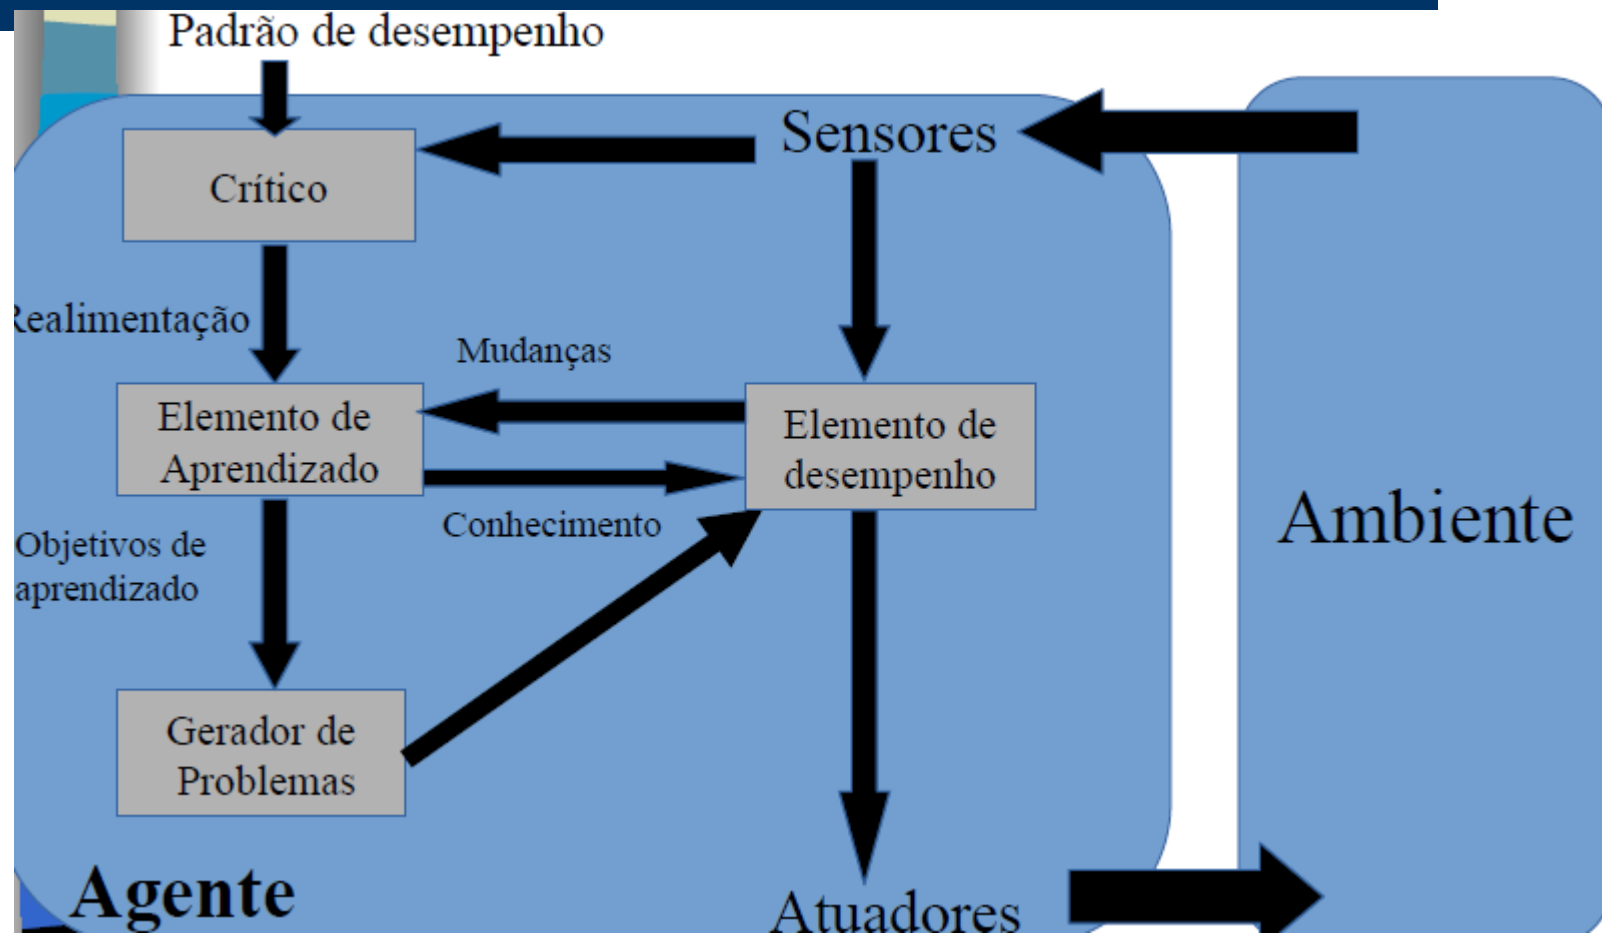 Padrão de desempenho
Sensores
Crítico
Realimentação
Mudanças
Elemento de
Aprendizado
Elemento de
desempenho
Conhecimento
Ambiente
Objetivos de
aprendizado
Gerador de
Problemas
Agente
Atuadores